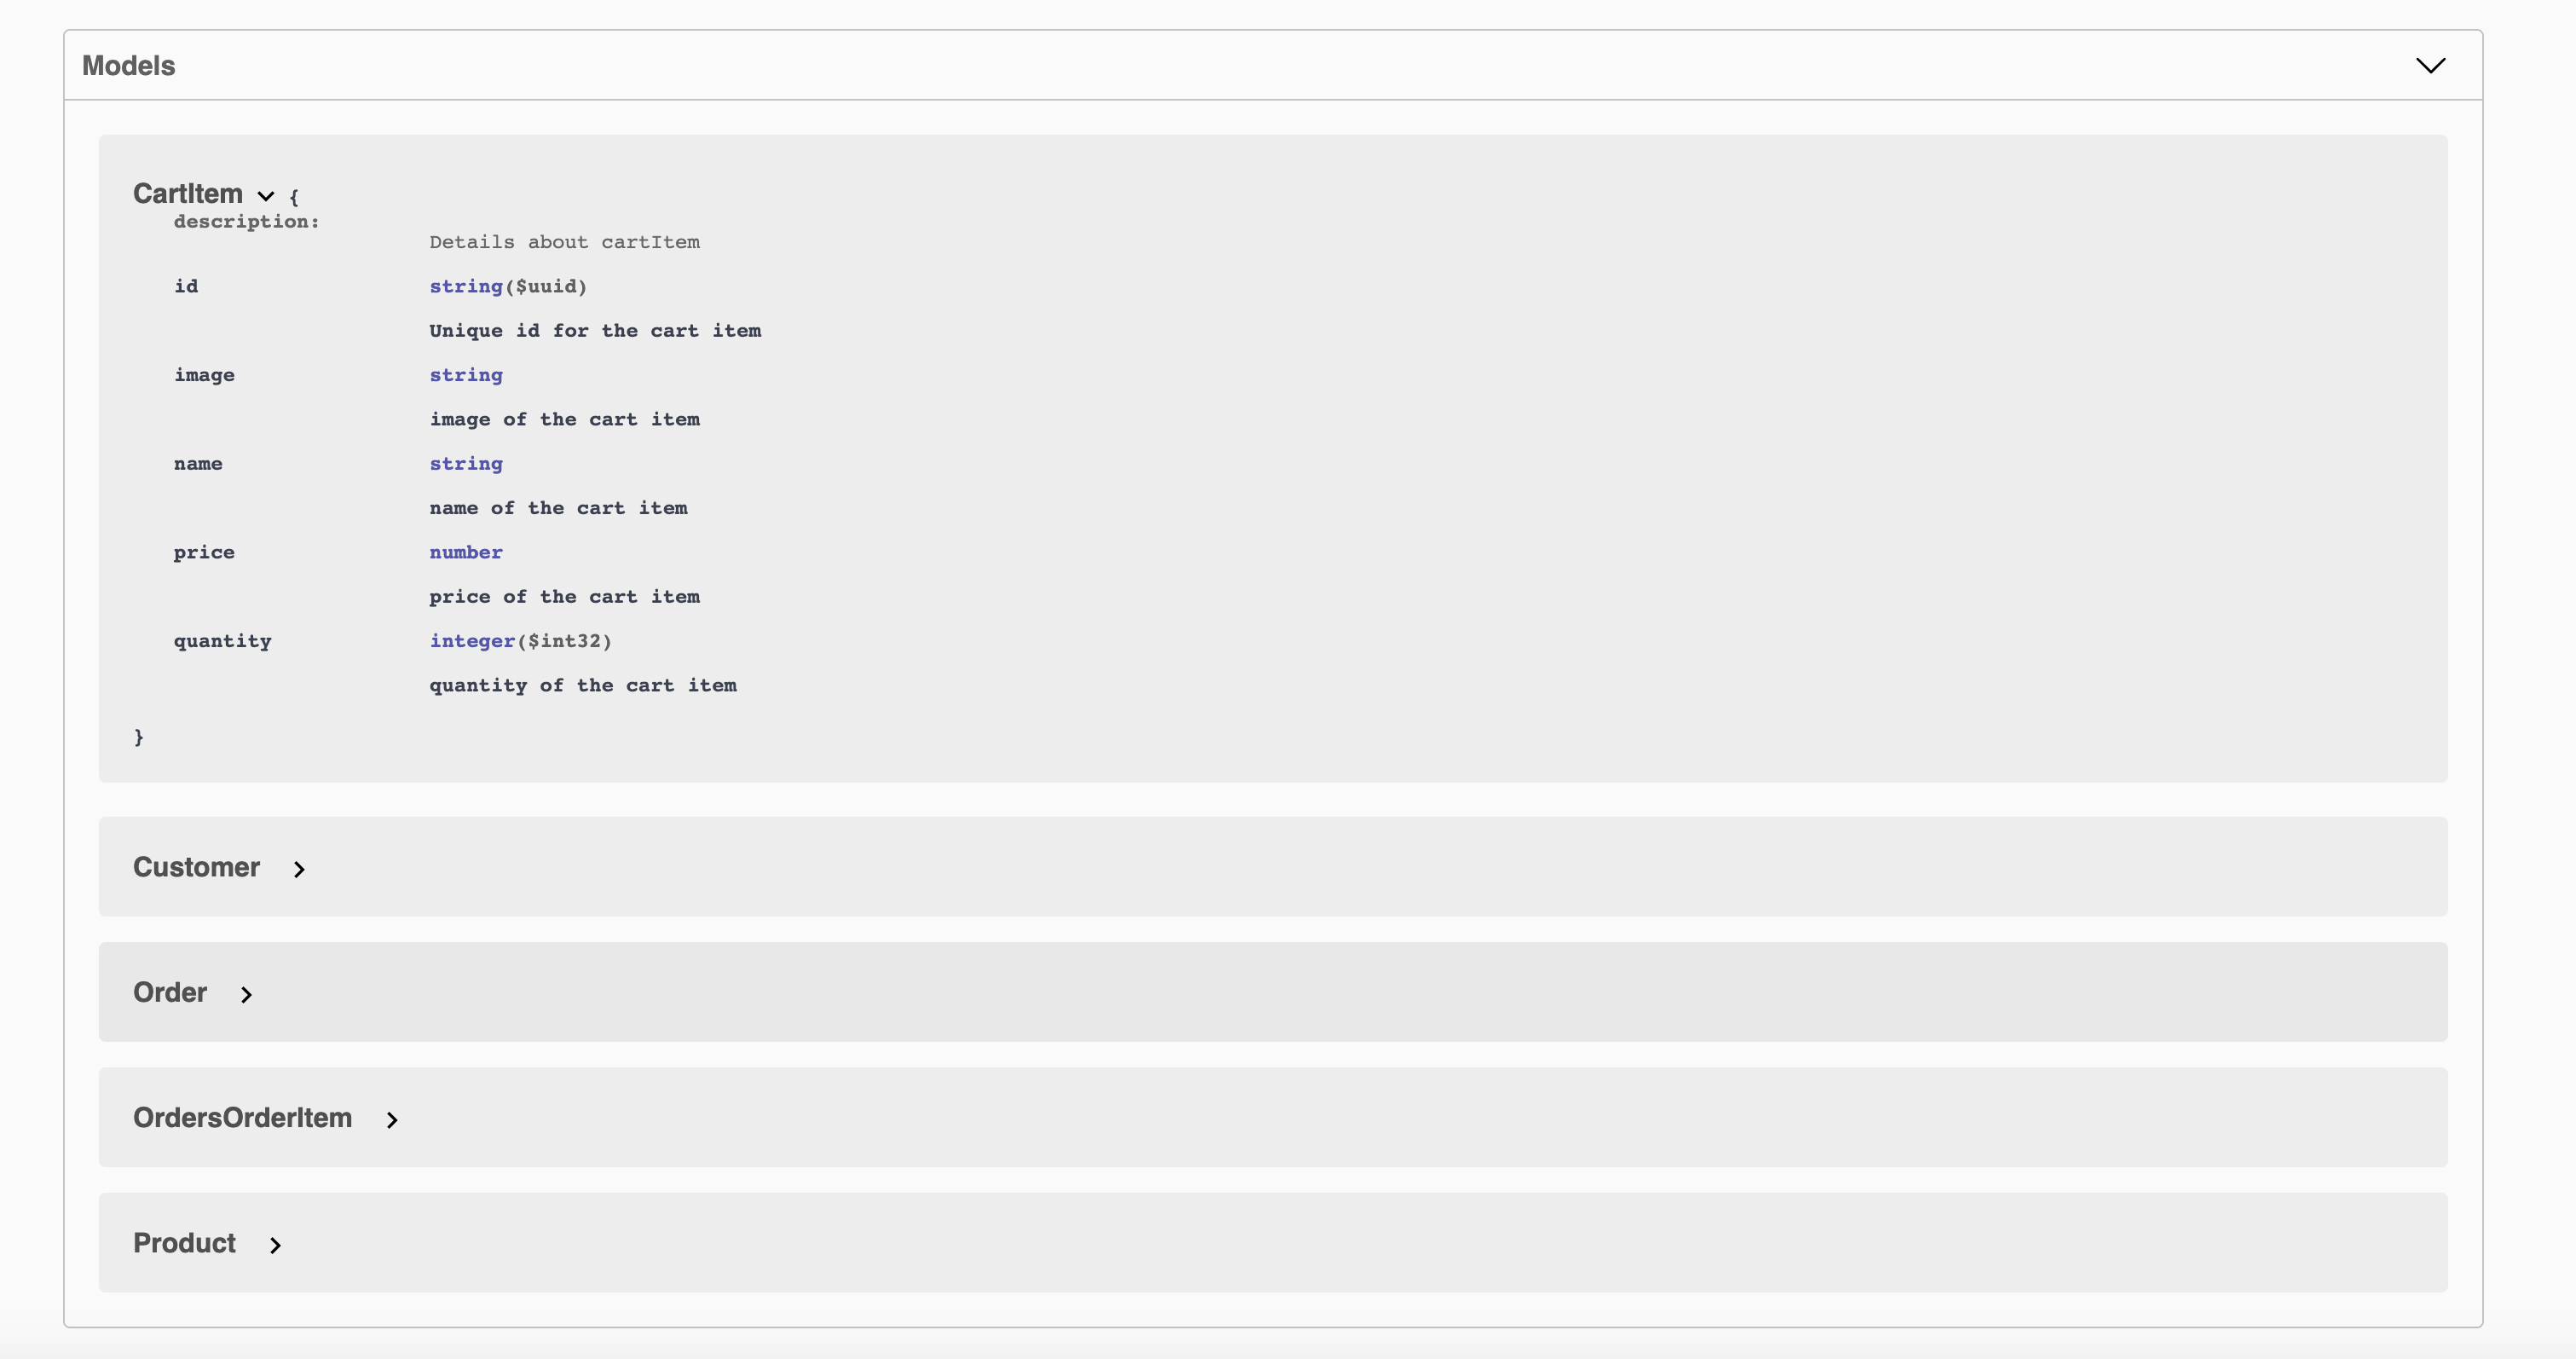 Models
CartItem {
description:
Details about cartItem
id string($uuid)
Unique id for the cart item
image string
image of the cart item
name string
name of the cart item
price number
price of the cart item
quantity integer($int32)
quantity of the cart item
}
Customer
Order
OrdersOrderItem
Product